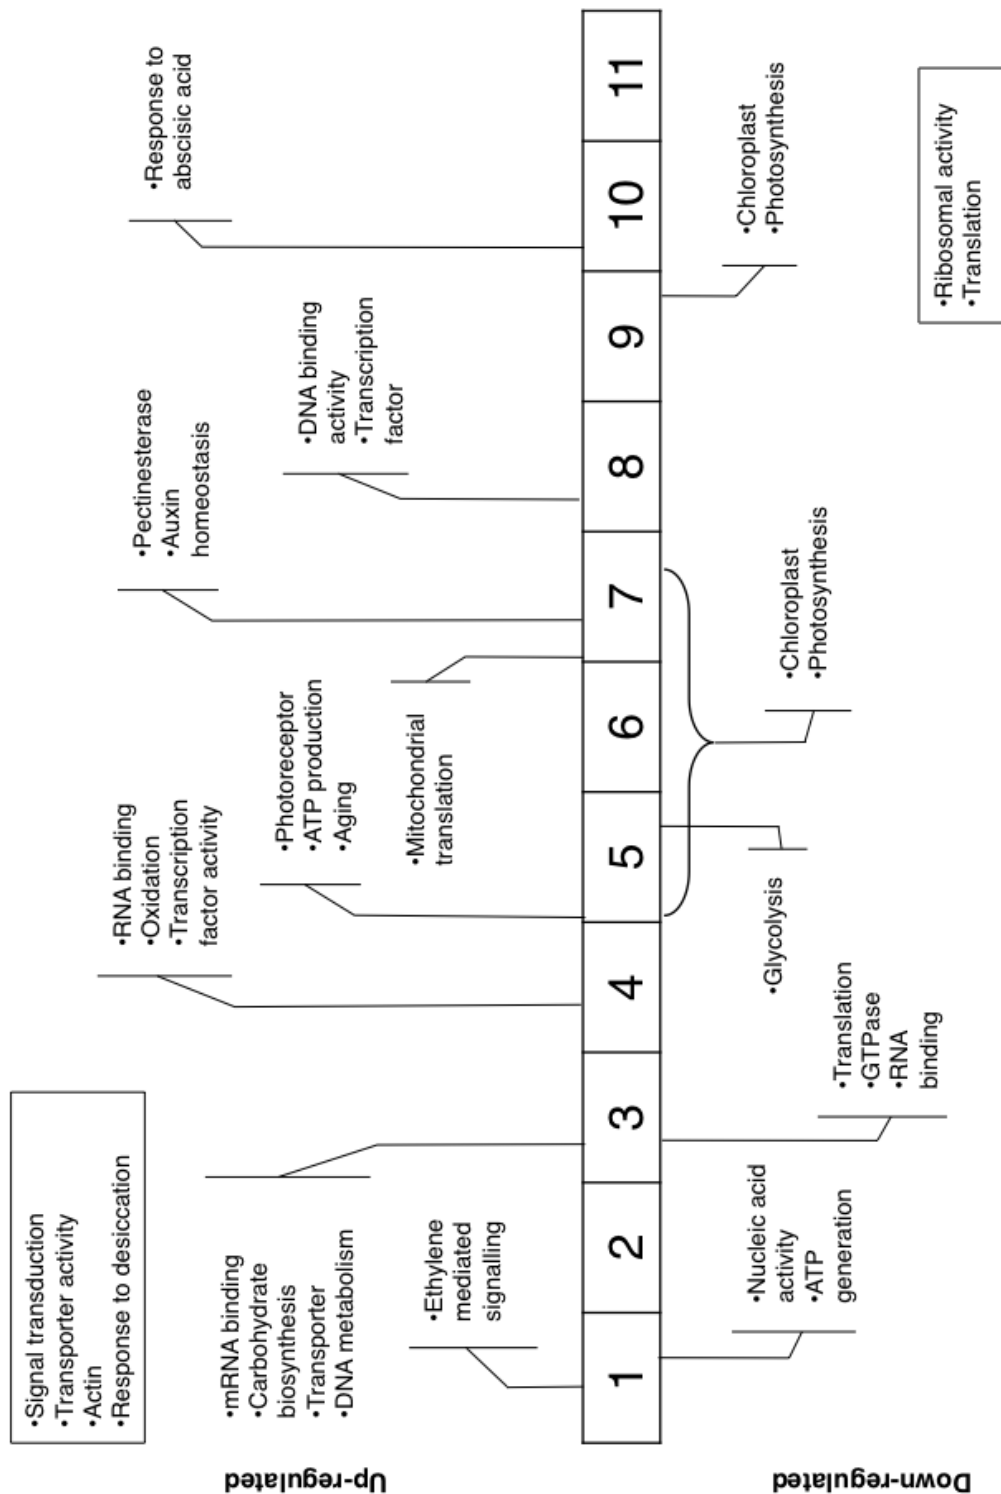 Up-regulated
•Signal transduction
•Transporter activity
•Actin
•Response to desiccation
•mRNA binding
•Carbohydrate
biosynthesis
•Transporter
•DNA metabolism
•Ethylene
mediated
signalling
•RNA binding
•Oxidation
•Transcription
factor activity
•Photoreceptor
•ATP production
•Aging
•Mitochondrial
translation
•Pectinesterase
•Auxin
homeostasis
•DNA binding
activity
•Transcription
factor
•Response to
abscisic acid
1 2 3 4 5 6 7 8 9 10 11
Down-regulated
•Nucleic acid
activity
•ATP
generation
•Translation
•GTPase
•RNA
binding
•Glycolysis
•Chloroplast
•Photosynthesis
•Chloroplast
•Photosynthesis
•Ribosomal activity
•Translation